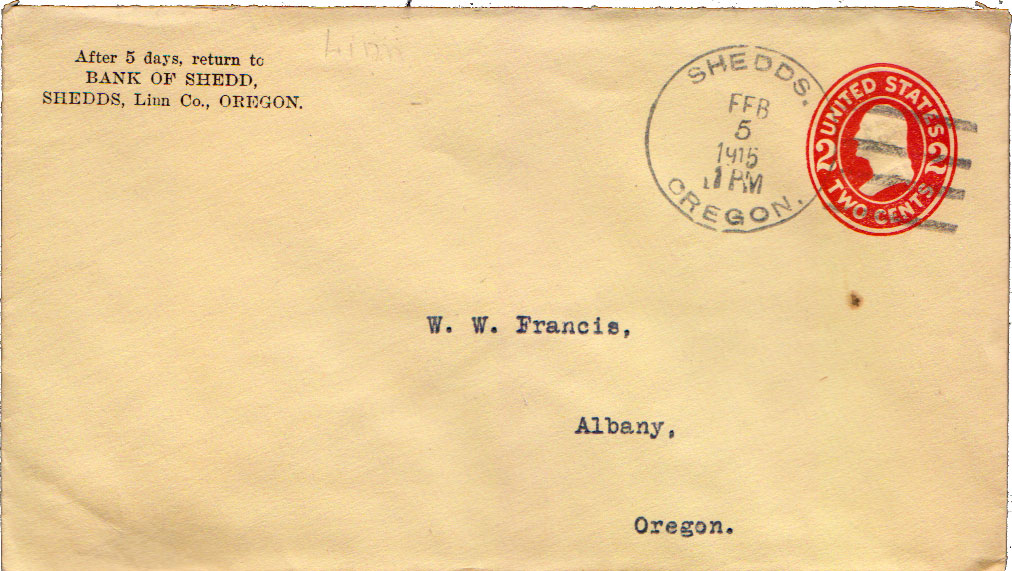 After 5 days, return to
BANK OF SHEDD,
SHEDDS, Linn Co., OREGON.
Linn
SHEDDS.
FEB
5
1915
1 PM
OREGON.
UNITED STATES
2 2
TWO CENTS
W. W. Francis,
Albany,
Oregon.